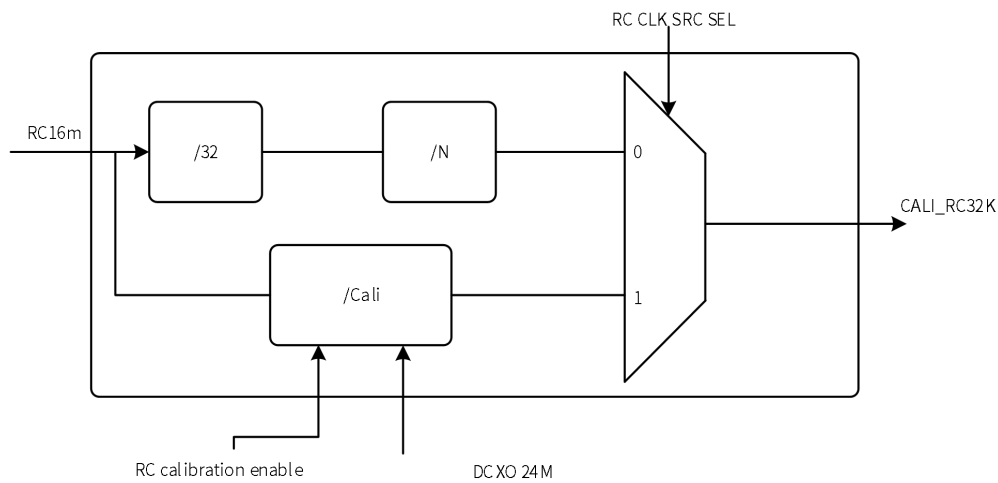 RC CLK SRC SEL
RC16m
/32
/N
0
CALI_RC32K
/Cali
1
RC calibration enable
DCXO 24M